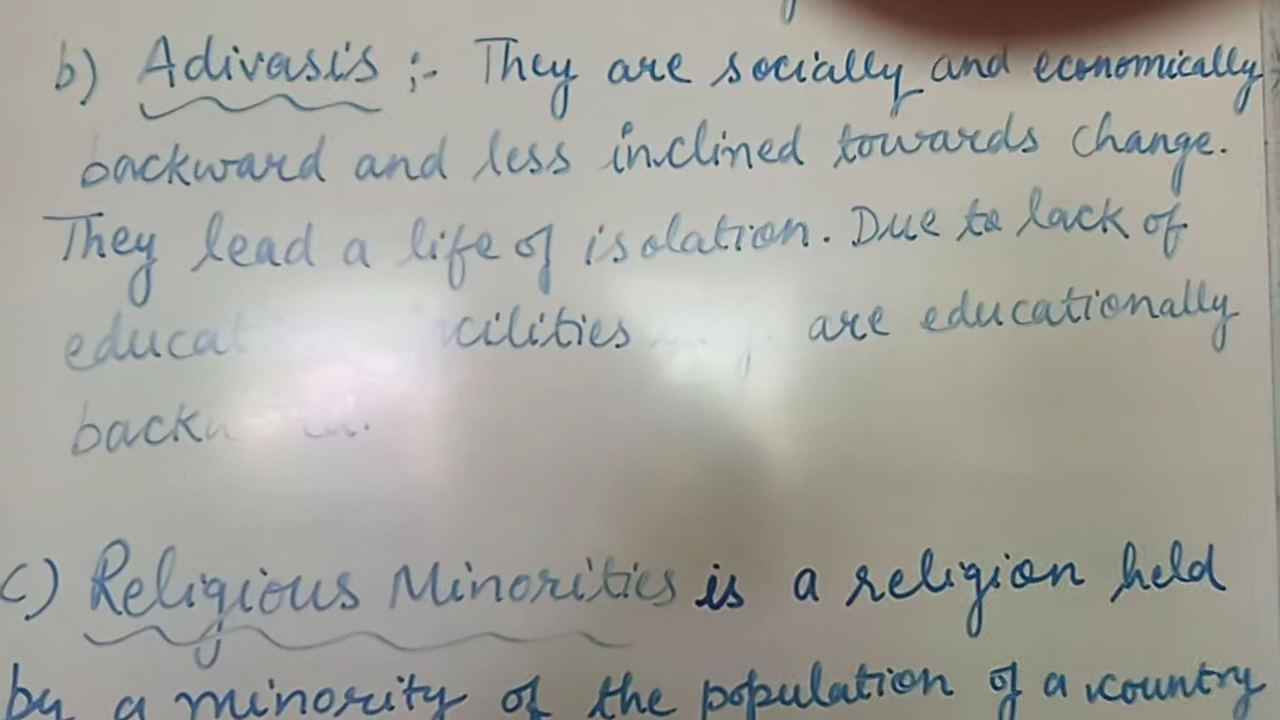 b) Adivasis :- They are socially and economically
backward and less inclined towards change.
They lead a life of isolation. Due to lack of
facilities are educationally
c) Religious Minorities is a religion held
by a minority of the population of a country